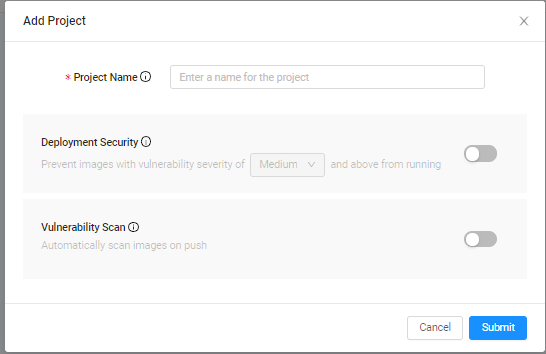 Add Project
* Project Name
Enter a name for the project
Deployment Security
Prevent images with vulnerability severity of Medium and above from running
Vulnerability Scan
Automatically scan images on push
Cancel Submit